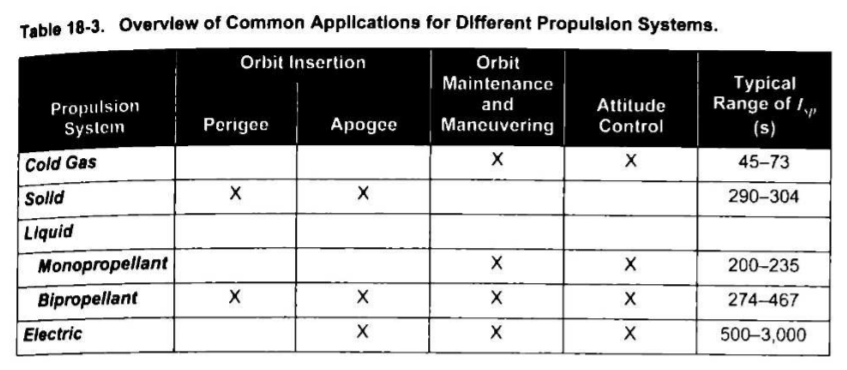 Table 18-3. Overview of Common Applications for Different Propulsion Systems.
Propulsion System | Orbit Insertion | Orbit Maintenance and Maneuvering | Attitude Control | Typical Range of Isp (s)
Perigee | Apogee
Cold Gas | | | X | X | 45–73
Solid | X | X | | | 290–304
Liquid
Monopropellant | | | X | X | 200–235
Bipropellant | X | X | X | X | 274–467
Electric | | X | X | X | 500–3,000